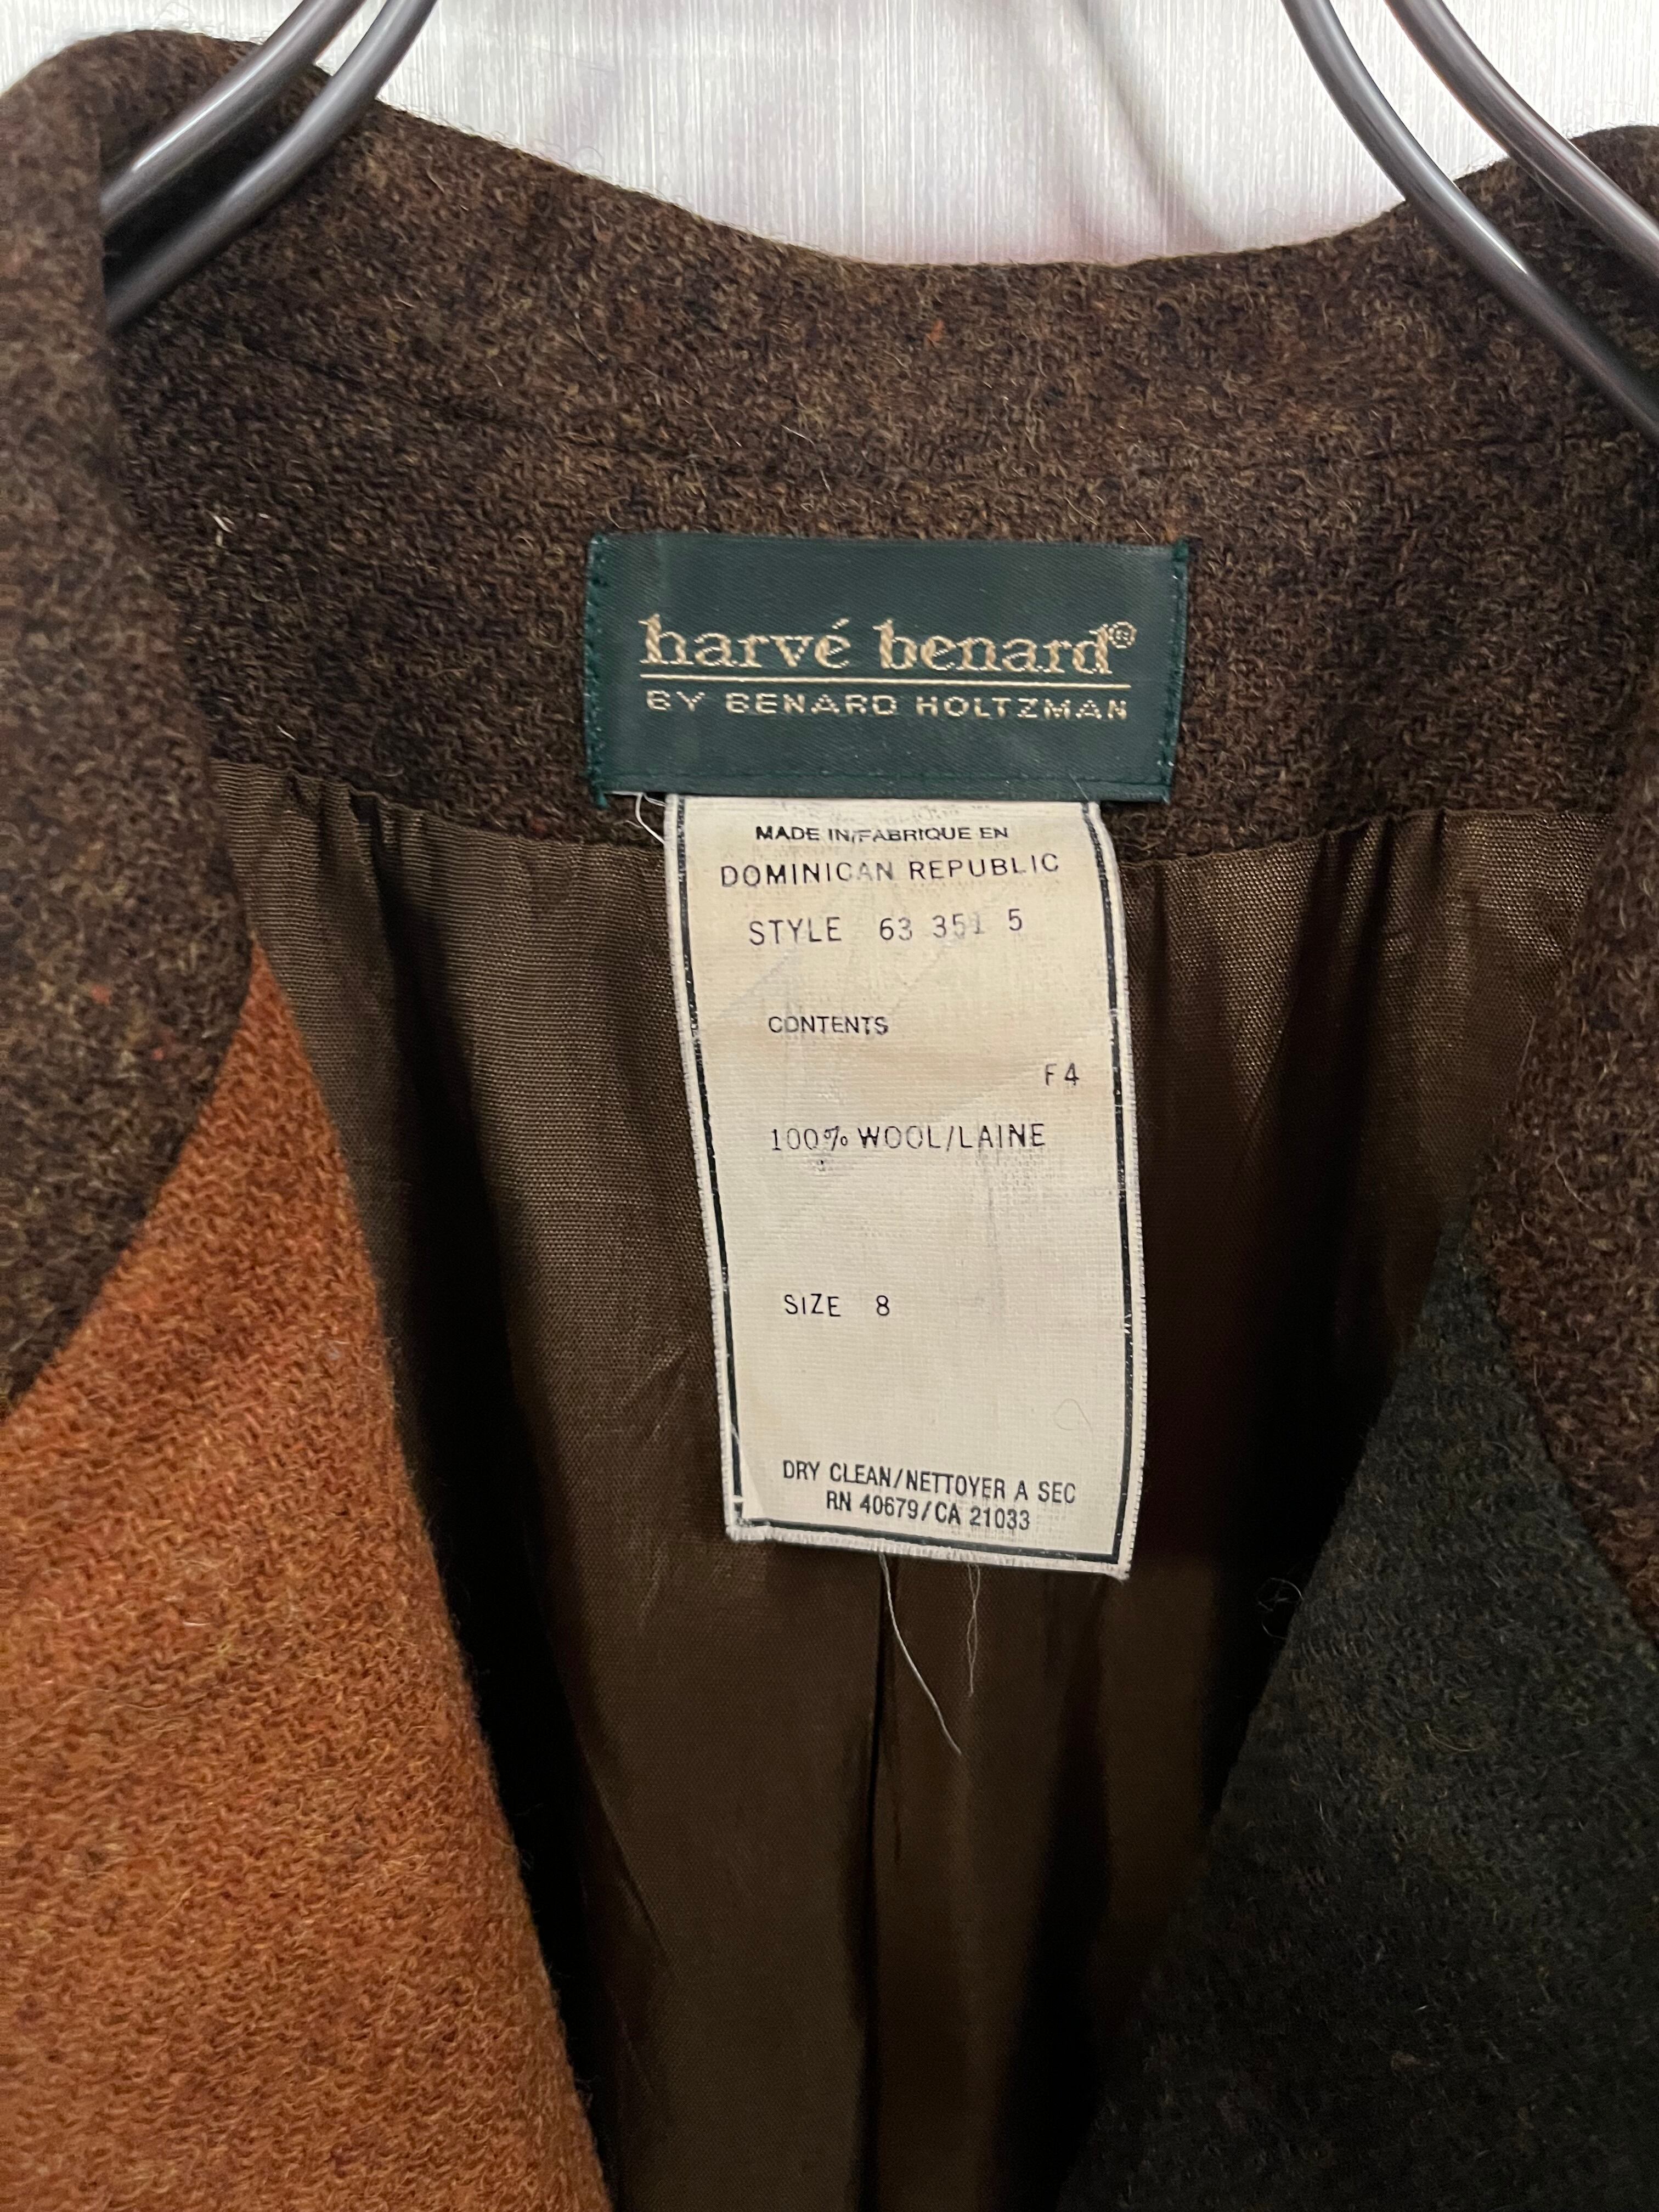 harvé benard®
BY BENARD HOLTZMAN
MADE IN/FABRIQUE EN
DOMINICAN REPUBLIC
STYLE 63 351 5
CONTENTS
F4
100% WOOL/LAINE
SIZE 8
DRY CLEAN/NETTOYER A SEC
RN 40679/CA 21033